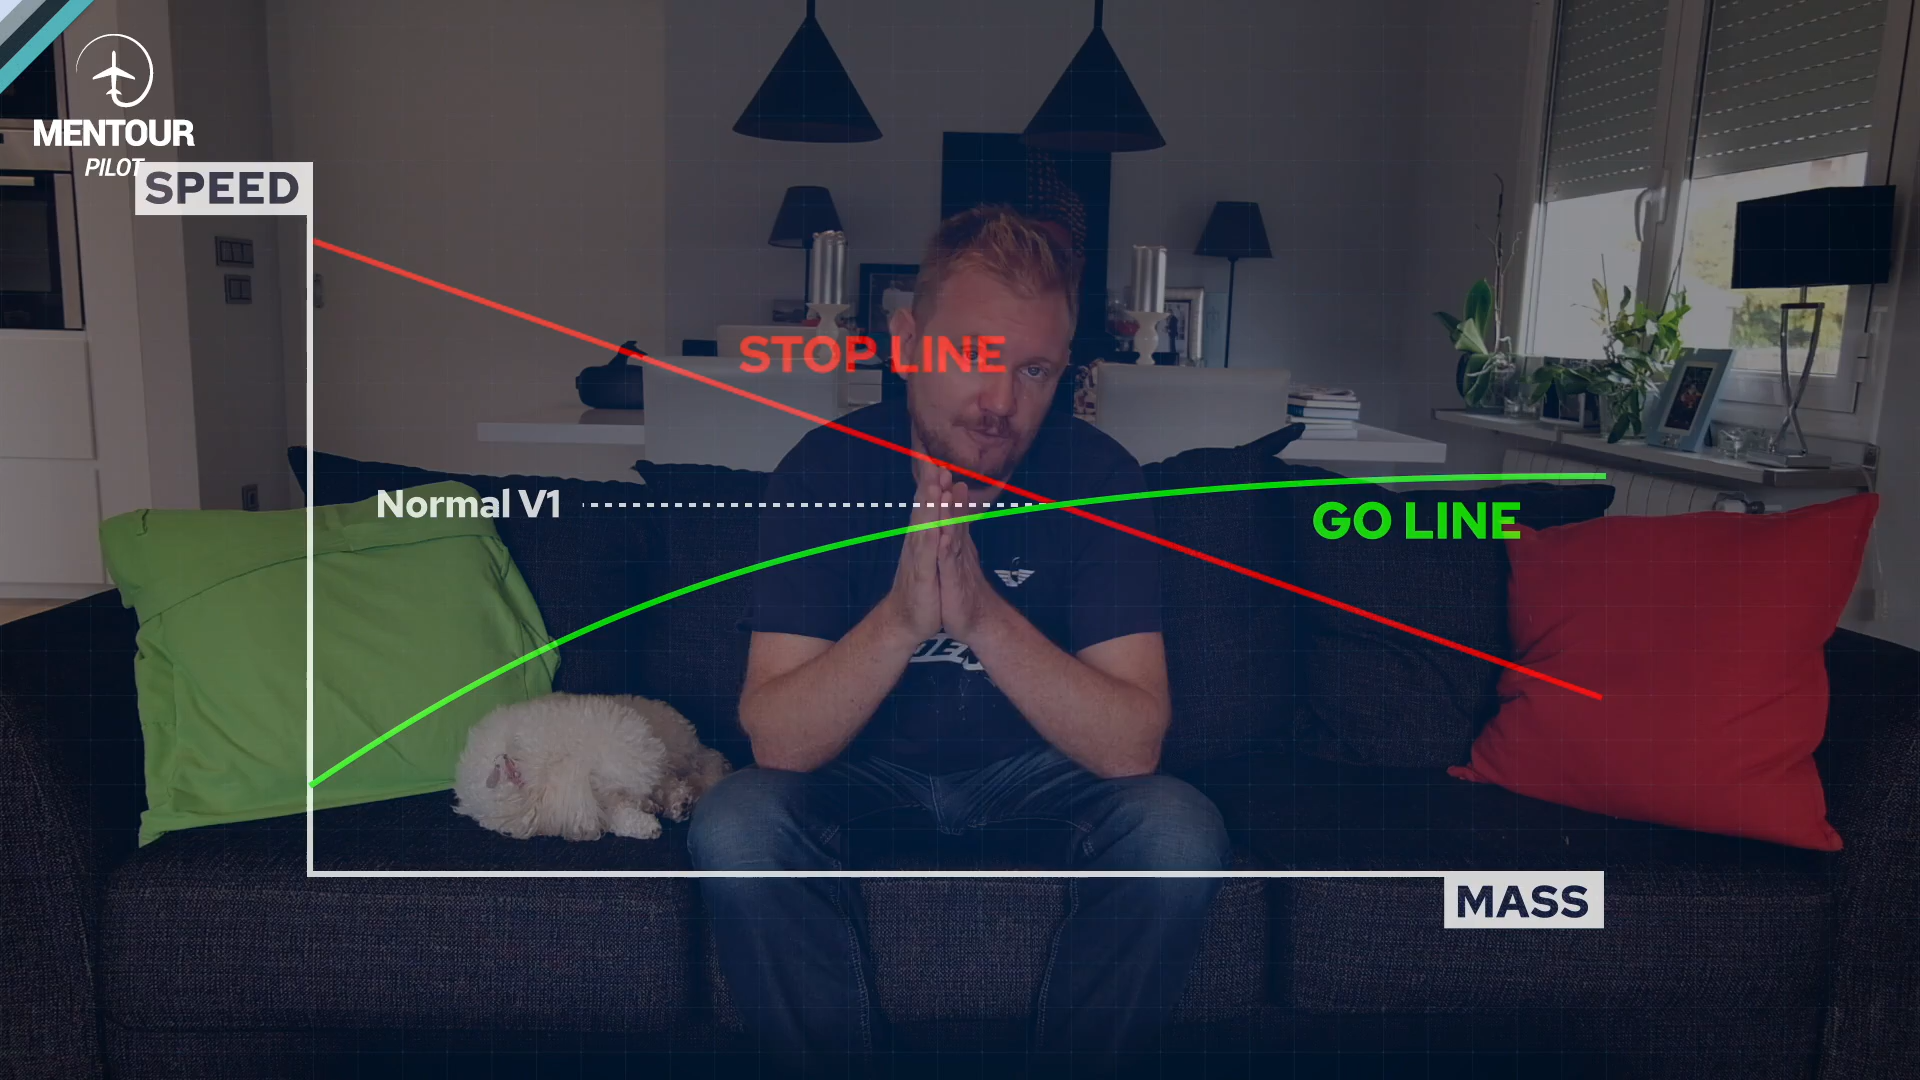 MENTOUR
PILOT
SPEED
STOP LINE
Normal V1
GO LINE
MASS